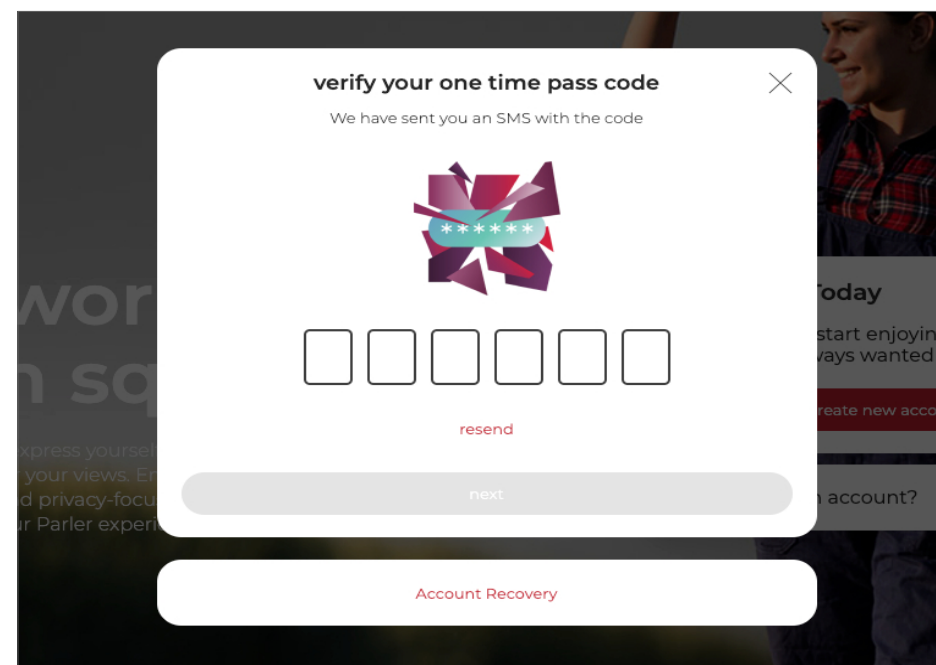 verify your one time pass code
We have sent you an SMS with the code
******
resend
next
Account Recovery
wor
n sq
xpress yoursel
your views. En
d privacy-focu
ur Parler experi
Today
start enjoyin
ways wanted
reate new acco
account?